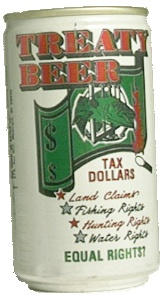 TREATY
BEER
$
$
TAX
DOLLARS
Land Claims
Fishing Rights
Hunting Rights
Water Rights
EQUAL RIGHTS?